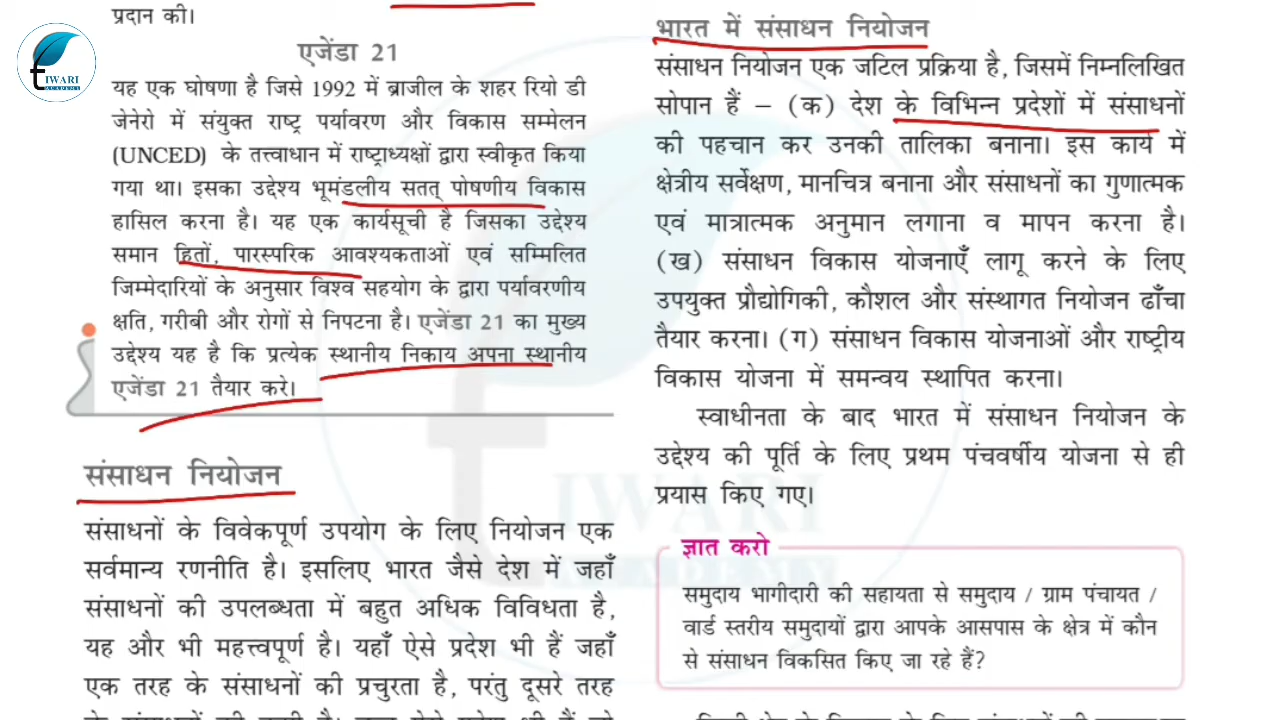 प्रदान की।
एजेंडा 21
यह एक घोषणा है जिसे 1992 में ब्राजील के शहर रियो डी
जेनेरो में संयुक्त राष्ट्र पर्यावरण और विकास सम्मेलन
(UNCED) के तत्त्वाधान में राष्ट्राध्यक्षों द्वारा स्वीकृत किया
गया था। इसका उद्देश्य भूमंडलीय सतत् पोषणीय विकास
हासिल करना है। यह एक कार्यसूची है जिसका उद्देश्य
समान हितों, पारस्परिक आवश्यकताओं एवं सम्मिलित
जिम्मेदारियों के अनुसार विश्व सहयोग के द्वारा पर्यावरणीय
क्षति, गरीबी और रोगों से निपटना है। एजेंडा 21 का मुख्य
उद्देश्य यह है कि प्रत्येक स्थानीय निकाय अपना स्थानीय
एजेंडा 21 तैयार करे।
संसाधन नियोजन
संसाधनों के विवेकपूर्ण उपयोग के लिए नियोजन एक
सर्वमान्य रणनीति है। इसलिए भारत जैसे देश में जहाँ
संसाधनों की उपलब्धता में बहुत अधिक विविधता है,
यह और भी महत्त्वपूर्ण है। यहाँ ऐसे प्रदेश भी हैं जहाँ
एक तरह के संसाधनों की प्रचुरता है, परंतु दूसरे तरह
भारत में संसाधन नियोजन
संसाधन नियोजन एक जटिल प्रक्रिया है, जिसमें निम्नलिखित
सोपान हैं – (क) देश के विभिन्न प्रदेशों में संसाधनों
की पहचान कर उनकी तालिका बनाना। इस कार्य में
क्षेत्रीय सर्वेक्षण, मानचित्र बनाना और संसाधनों का गुणात्मक
एवं मात्रात्मक अनुमान लगाना व मापन करना है।
(ख) संसाधन विकास योजनाएँ लागू करने के लिए
उपयुक्त प्रौद्योगिकी, कौशल और संस्थागत नियोजन ढाँचा
तैयार करना। (ग) संसाधन विकास योजनाओं और राष्ट्रीय
विकास योजना में समन्वय स्थापित करना।
स्वाधीनता के बाद भारत में संसाधन नियोजन के
उद्देश्य की पूर्ति के लिए प्रथम पंचवर्षीय योजना से ही
प्रयास किए गए।
ज्ञात करो
समुदाय भागीदारी की सहायता से समुदाय / ग्राम पंचायत /
वार्ड स्तरीय समुदायों द्वारा आपके आसपास के क्षेत्र में कौन
से संसाधन विकसित किए जा रहे हैं?
TIWARI
ACADEMY